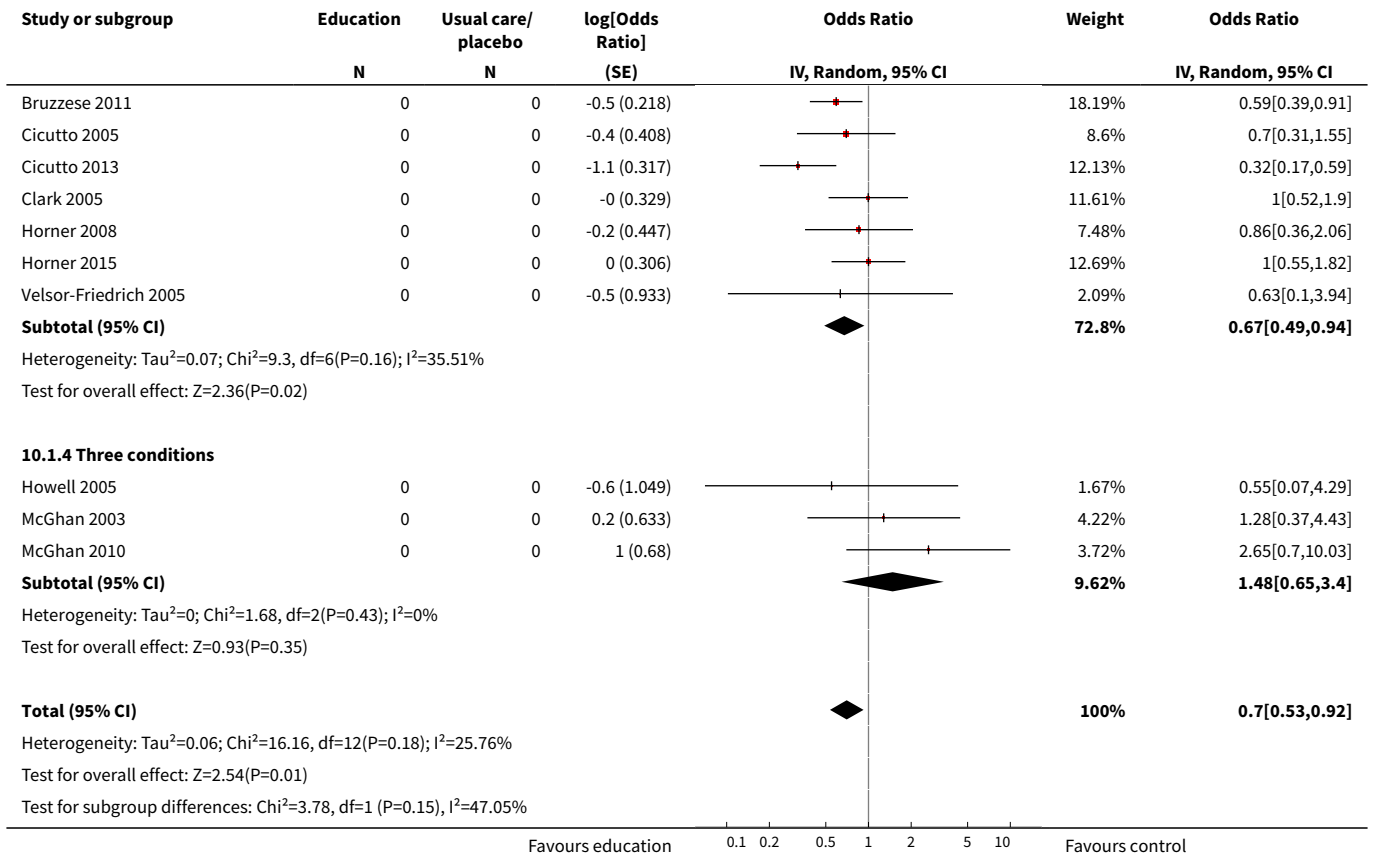 Study or subgroup Education Usual care/ log[Odds Odds Ratio Weight Odds Ratio
placebo Ratio]
N N (SE) IV, Random, 95% CI IV, Random, 95% CI
Bruzzese 2011 0 0 -0.5 (0.218) 18.19% 0.59[0.39,0.91]
Cicutto 2005 0 0 -0.4 (0.408) 8.6% 0.7[0.31,1.55]
Cicutto 2013 0 0 -1.1 (0.317) 12.13% 0.32[0.17,0.59]
Clark 2005 0 0 -0 (0.329) 11.61% 1[0.52,1.9]
Horner 2008 0 0 -0.2 (0.447) 7.48% 0.86[0.36,2.06]
Horner 2015 0 0 0 (0.306) 12.69% 1[0.55,1.82]
Velsor-Friedrich 2005 0 0 -0.5 (0.933) 2.09% 0.63[0.1,3.94]
Subtotal (95% CI) 72.8% 0.67[0.49,0.94]
Heterogeneity: Tau²=0.07; Chi²=9.3, df=6(P=0.16); I²=35.51%
Test for overall effect: Z=2.36(P=0.02)
10.1.4 Three conditions
Howell 2005 0 0 -0.6 (1.049) 1.67% 0.55[0.07,4.29]
McGhan 2003 0 0 0.2 (0.633) 4.22% 1.28[0.37,4.43]
McGhan 2010 0 0 1 (0.68) 3.72% 2.65[0.7,10.03]
Subtotal (95% CI) 9.62% 1.48[0.65,3.4]
Heterogeneity: Tau²=0; Chi²=1.68, df=2(P=0.43); I²=0%
Test for overall effect: Z=0.93(P=0.35)
Total (95% CI) 100% 0.7[0.53,0.92]
Heterogeneity: Tau²=0.06; Chi²=16.16, df=12(P=0.18); I²=25.76%
Test for overall effect: Z=2.54(P=0.01)
Test for subgroup differences: Chi²=3.78, df=1 (P=0.15), I²=47.05%
Favours education 0.1 0.2 0.5 1 2 5 10 Favours control